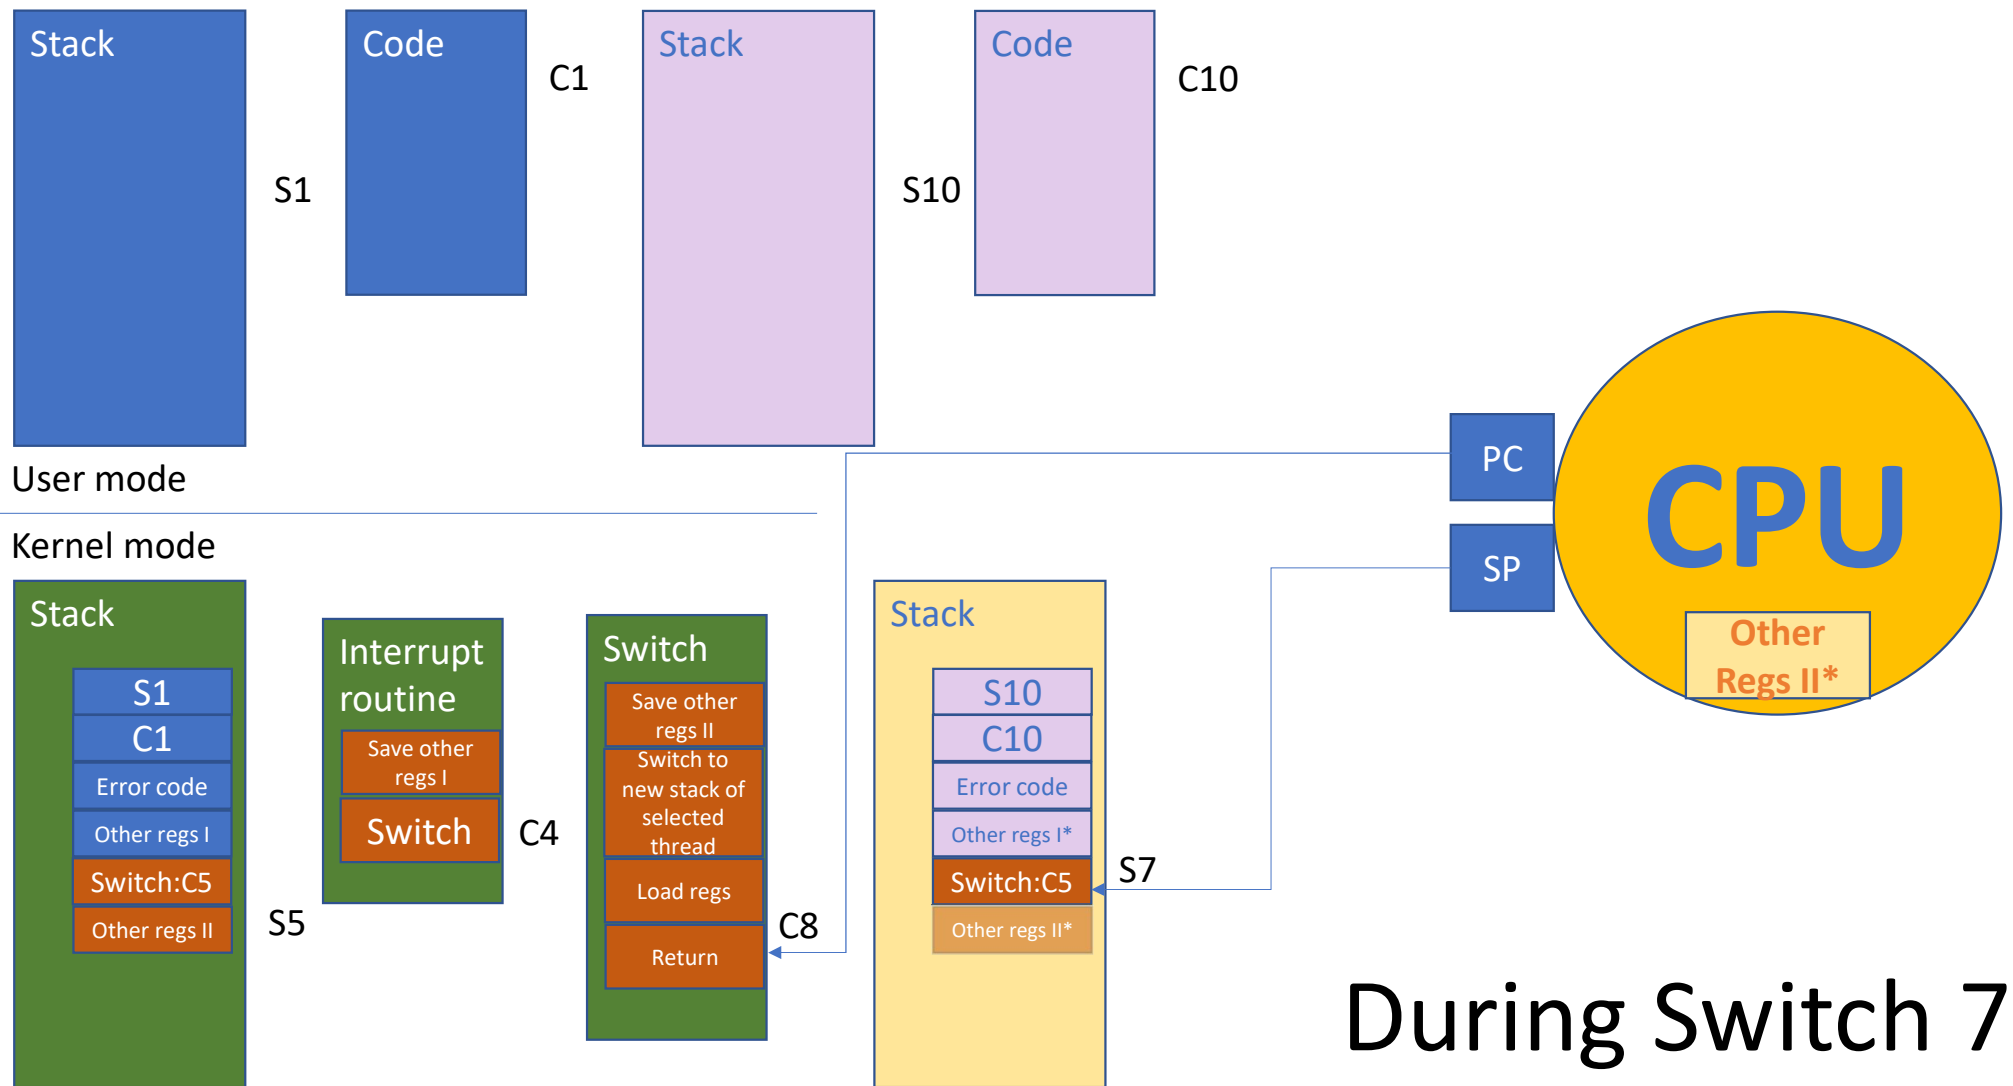 Stack
Code
C1
Stack
Code
C10
S1
S10
User mode
Kernel mode
PC
SP
CPU
Other
Regs II*
Stack
S1
C1
Error code
Other regs I
Switch:C5
Other regs II
S5
Interrupt
routine
Save other
regs I
Switch
C4
Switch
Save other
regs II
Switch to
new stack of
selected
thread
Load regs
Return
C8
Stack
S10
C10
Error code
Other regs I*
Switch:C5
Other regs II*
S7
During Switch 7